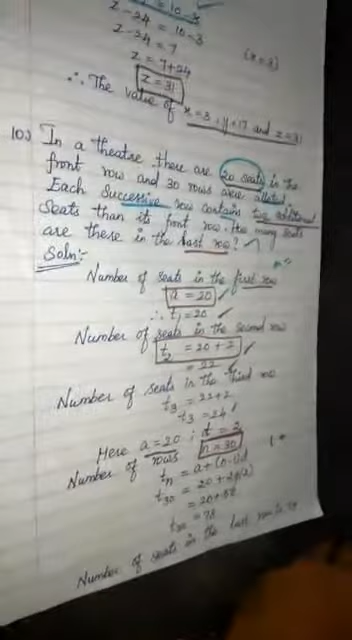 z-24 = 10-x
z-24 = 10-3
z-24 = 7
(x=3)
z = 7+24
z = 31
∴ The value of x=3, y=17 and z=31
10) In a theatre there are 20 seats in the
front row and 30 rows are alloted.
Each successive row contains two additional
seats than its front row. How many seats
are there in the last row?
Soln:-
Number of seats in the first row
a = 20
∴ t₁ = 20
Number of seats in the second row
t₂ = 20 + 2
= 22
Number of seats in the third row
t₃ = 22+2
t₃ = 24
Here a=20 ; d = 2
Number of rows n = 30
tₙ = a+(n-1)d
t₃₀ = 20 + 29(2)
= 20+58
t₃₀ = 78
Number of seats in the last row is 78